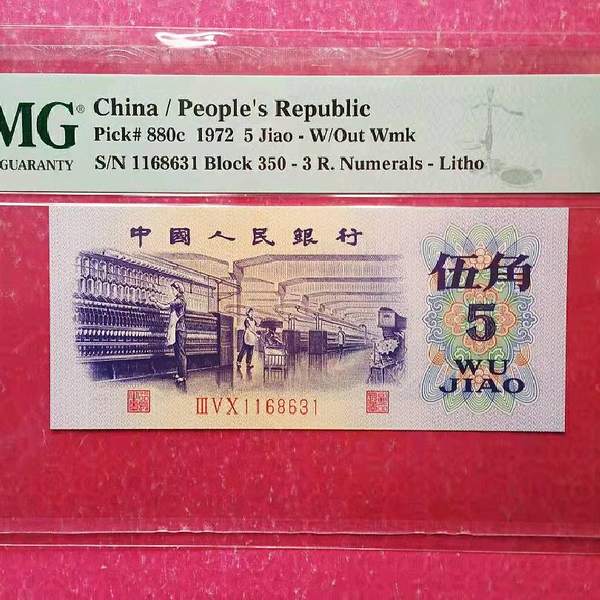 MG®
GUARANTY
China / People's Republic
Pick# 880c 1972 5 Jiao - W/Out Wmk
S/N 1168631 Block 350 - 3 R. Numerals - Litho
中國人民銀行
伍角
5
WU
JIAO
ⅢⅤⅩ1168631